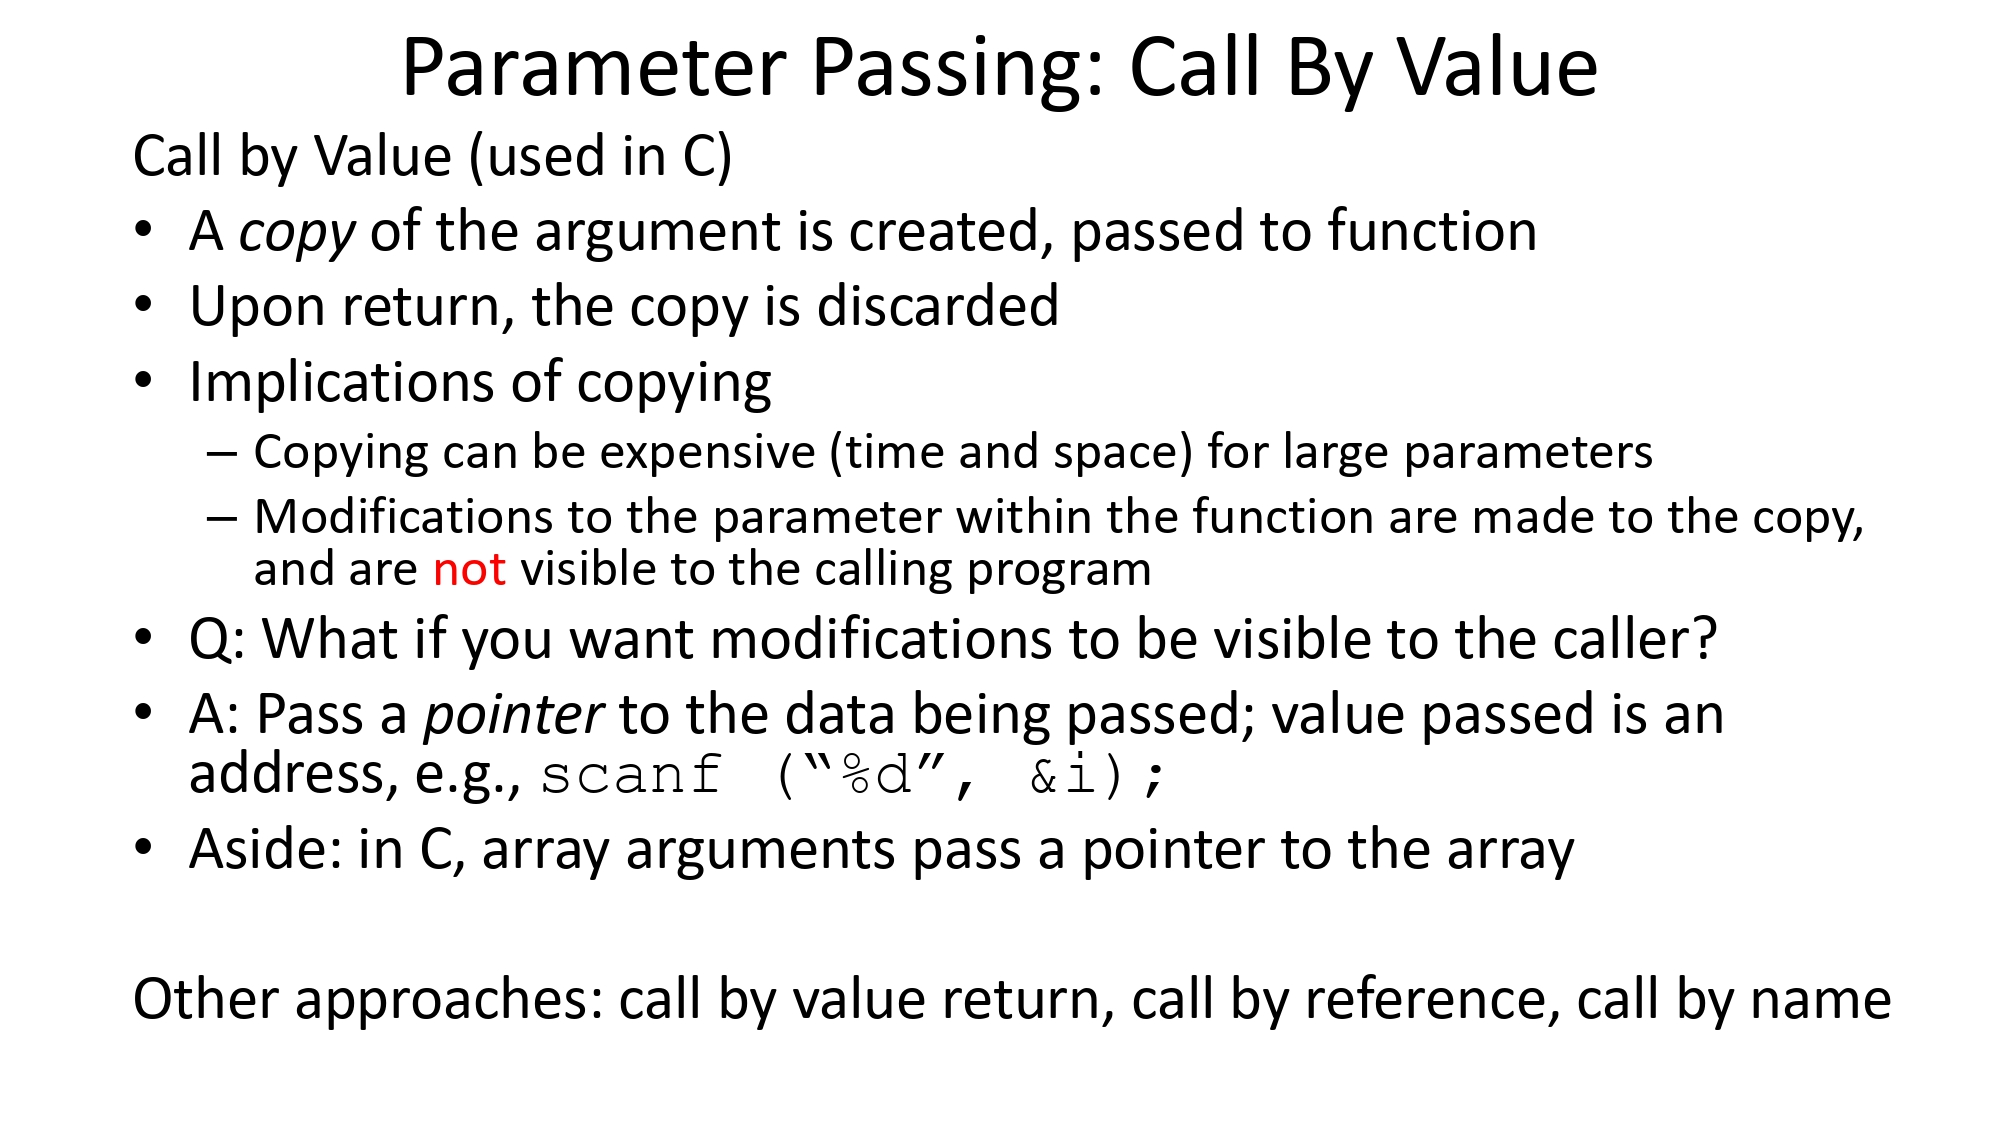 Parameter Passing: Call By Value
Call by Value (used in C)
• A copy of the argument is created, passed to function
• Upon return, the copy is discarded
• Implications of copying
– Copying can be expensive (time and space) for large parameters
– Modifications to the parameter within the function are made to the copy,
and are not visible to the calling program
• Q: What if you want modifications to be visible to the caller?
• A: Pass a pointer to the data being passed; value passed is an
address, e.g., scanf (“%d”, &i);
• Aside: in C, array arguments pass a pointer to the array
Other approaches: call by value return, call by reference, call by name